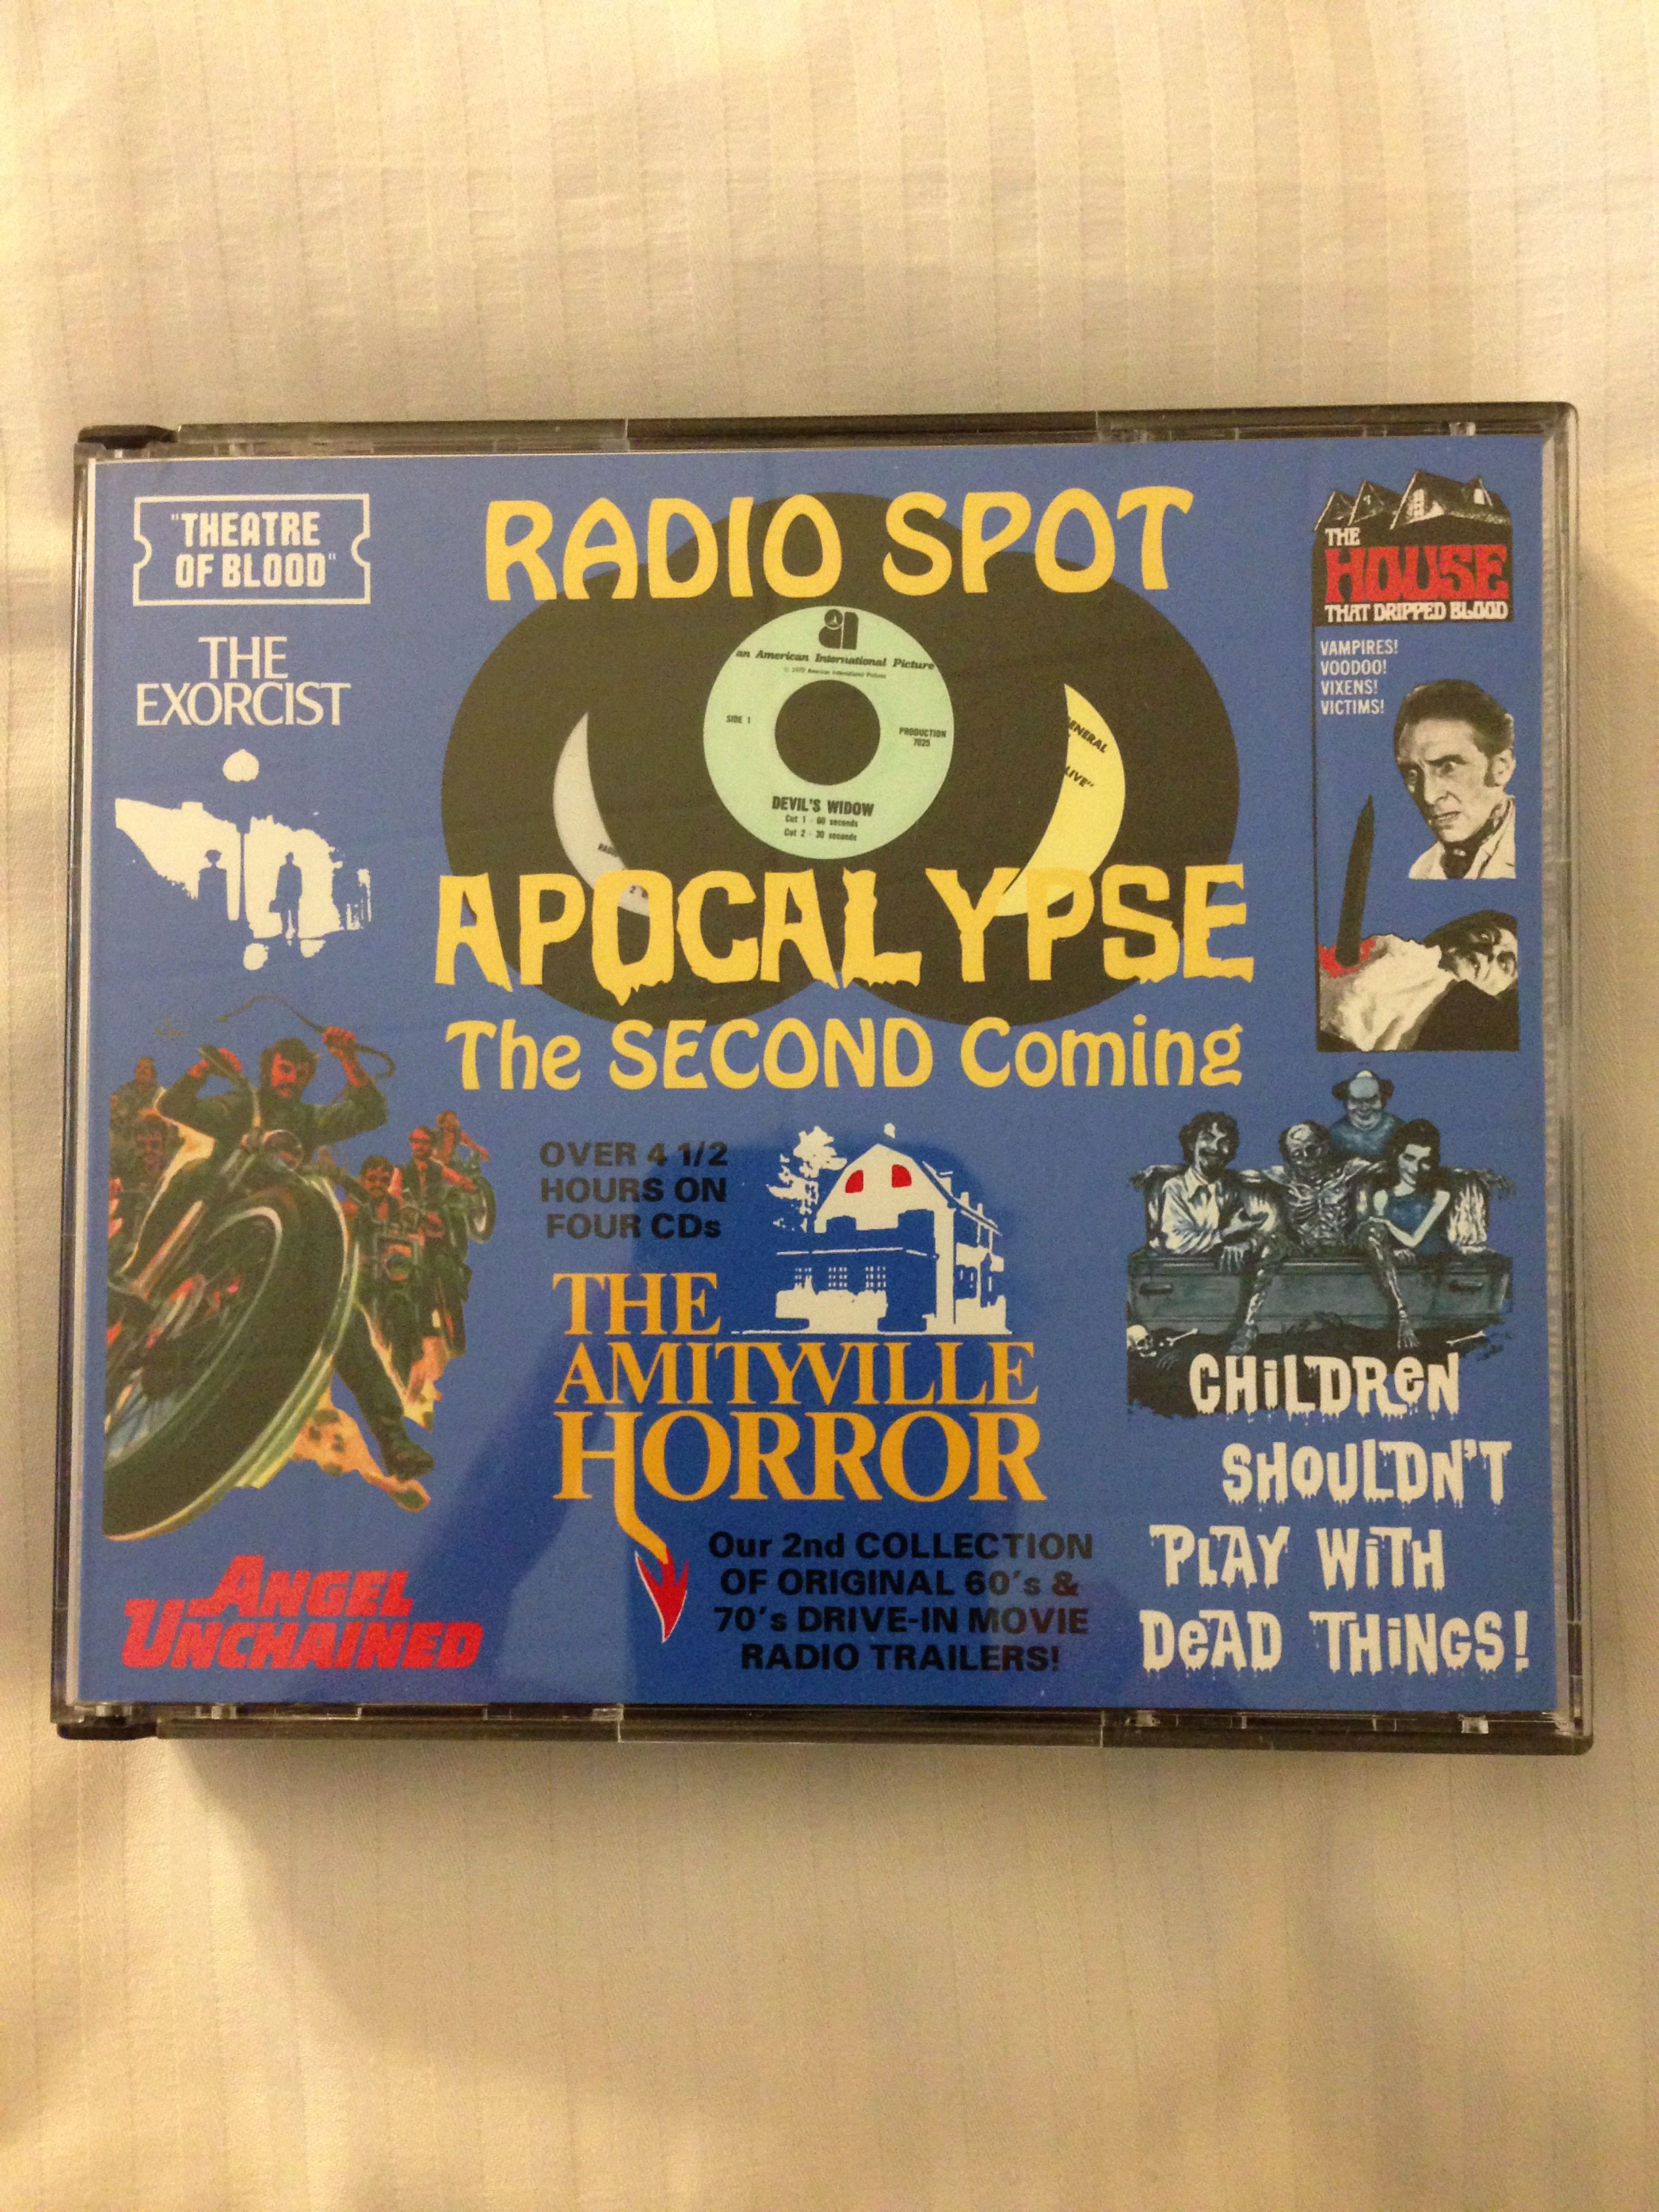 "THEATRE
OF BLOOD"
THE
EXORCIST
RADIO SPOT
an American International Picture
SIDE 1
PRODUCTION
7025
DEVIL'S WIDOW
Cut 1 - 60 seconds
Cut 2 - 30 seconds
APOCALYPSE
The SECOND Coming
THE
HOUSE
THAT DRIPPED BLOOD
VAMPIRES!
VOODOO!
VIXENS!
VICTIMS!
OVER 4 1/2
HOURS ON
FOUR CDs
THE
AMITYVILLE
HORROR
Our 2nd COLLECTION
OF ORIGINAL 60's &
70's DRIVE-IN MOVIE
RADIO TRAILERS!
ANGEL
UNCHAINED
CHiLDReN
SHOULDN'T
PLAY WiTH
DeAD THiNGS!